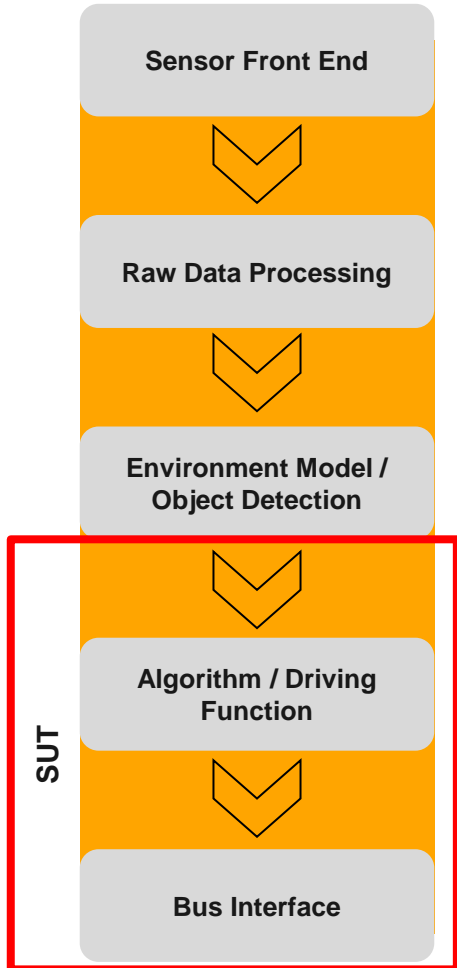 Sensor Front End
Raw Data Processing
Environment Model /
Object Detection
Algorithm / Driving
Function
SUT
Bus Interface